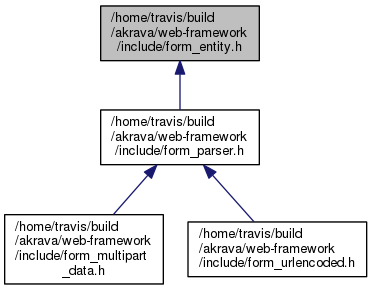 /home/travis/build
/akrava/web-framework
/include/form_entity.h
/home/travis/build
/akrava/web-framework
/include/form_parser.h
/home/travis/build
/akrava/web-framework
/include/form_multipart
_data.h
/home/travis/build
/akrava/web-framework
/include/form_urlencoded.h